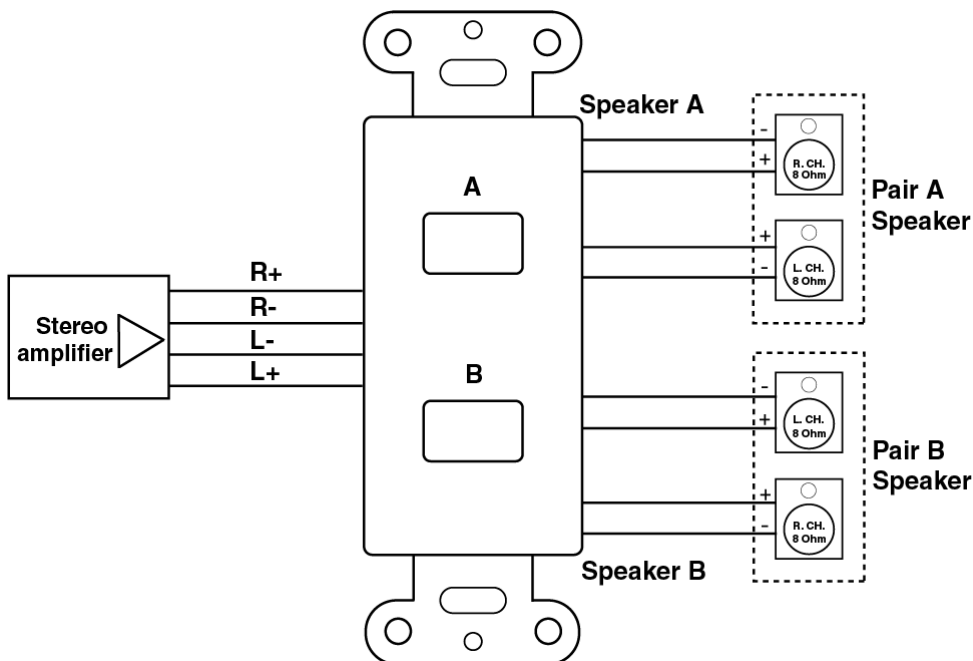 Speaker A
-
+
R. CH.
8 Ohm
Pair A
Speaker
+
-
L. CH.
8 Ohm
A
R+
R-
L-
L+
Stereo
amplifier
B
-
+
L. CH.
8 Ohm
Pair B
Speaker
+
-
R. CH.
8 Ohm
Speaker B